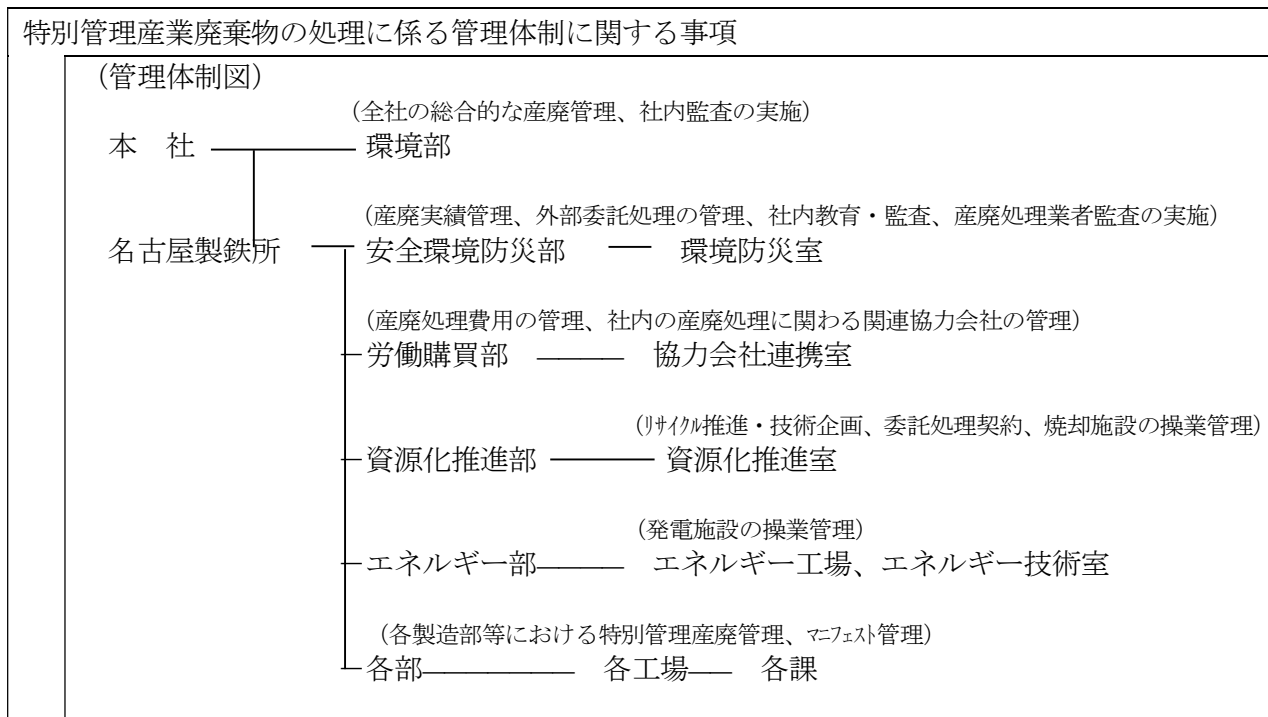 特別管理産業廃棄物の処理に係る管理体制に関する事項
（管理体制図）
（全社の総合的な産廃管理、社内監査の実施）
本　社　環境部
（産廃実績管理、外部委託処理の管理、社内教育・監査、産廃処理業者監査の実施）
名古屋製鉄所　安全環境防災部　環境防災室
（産廃処理費用の管理、社内の産廃処理に関わる関連協力会社の管理）
労働購買部　協力会社連携室
（ﾘｻｲｸﾙ推進・技術企画、委託処理契約、焼却施設の操業管理）
資源化推進部　資源化推進室
（発電施設の操業管理）
エネルギー部　エネルギー工場、エネルギー技術室
（各製造部等における特別管理産廃管理、ﾏﾆﾌｪｽﾄ管理）
各部　各工場　各課